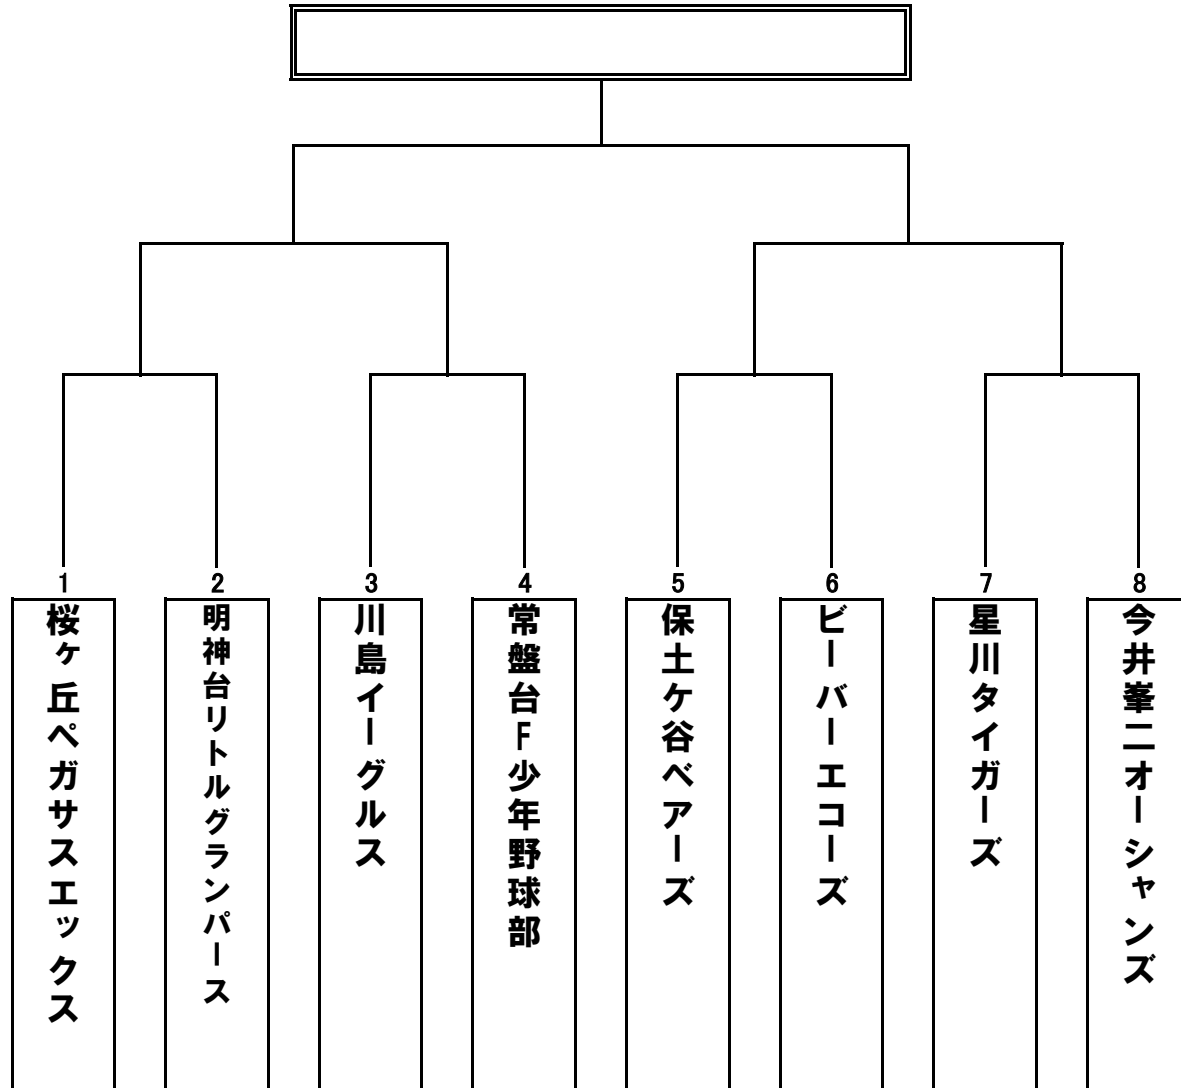 1
桜ヶ丘ペガサスエックス
2
明神台リトルグランパース
3
川島イーグルス
4
常盤台F少年野球部
5
保土ケ谷ベアーズ
6
ビーバーエコーズ
7
星川タイガーズ
8
今井峯二オーシャンズ